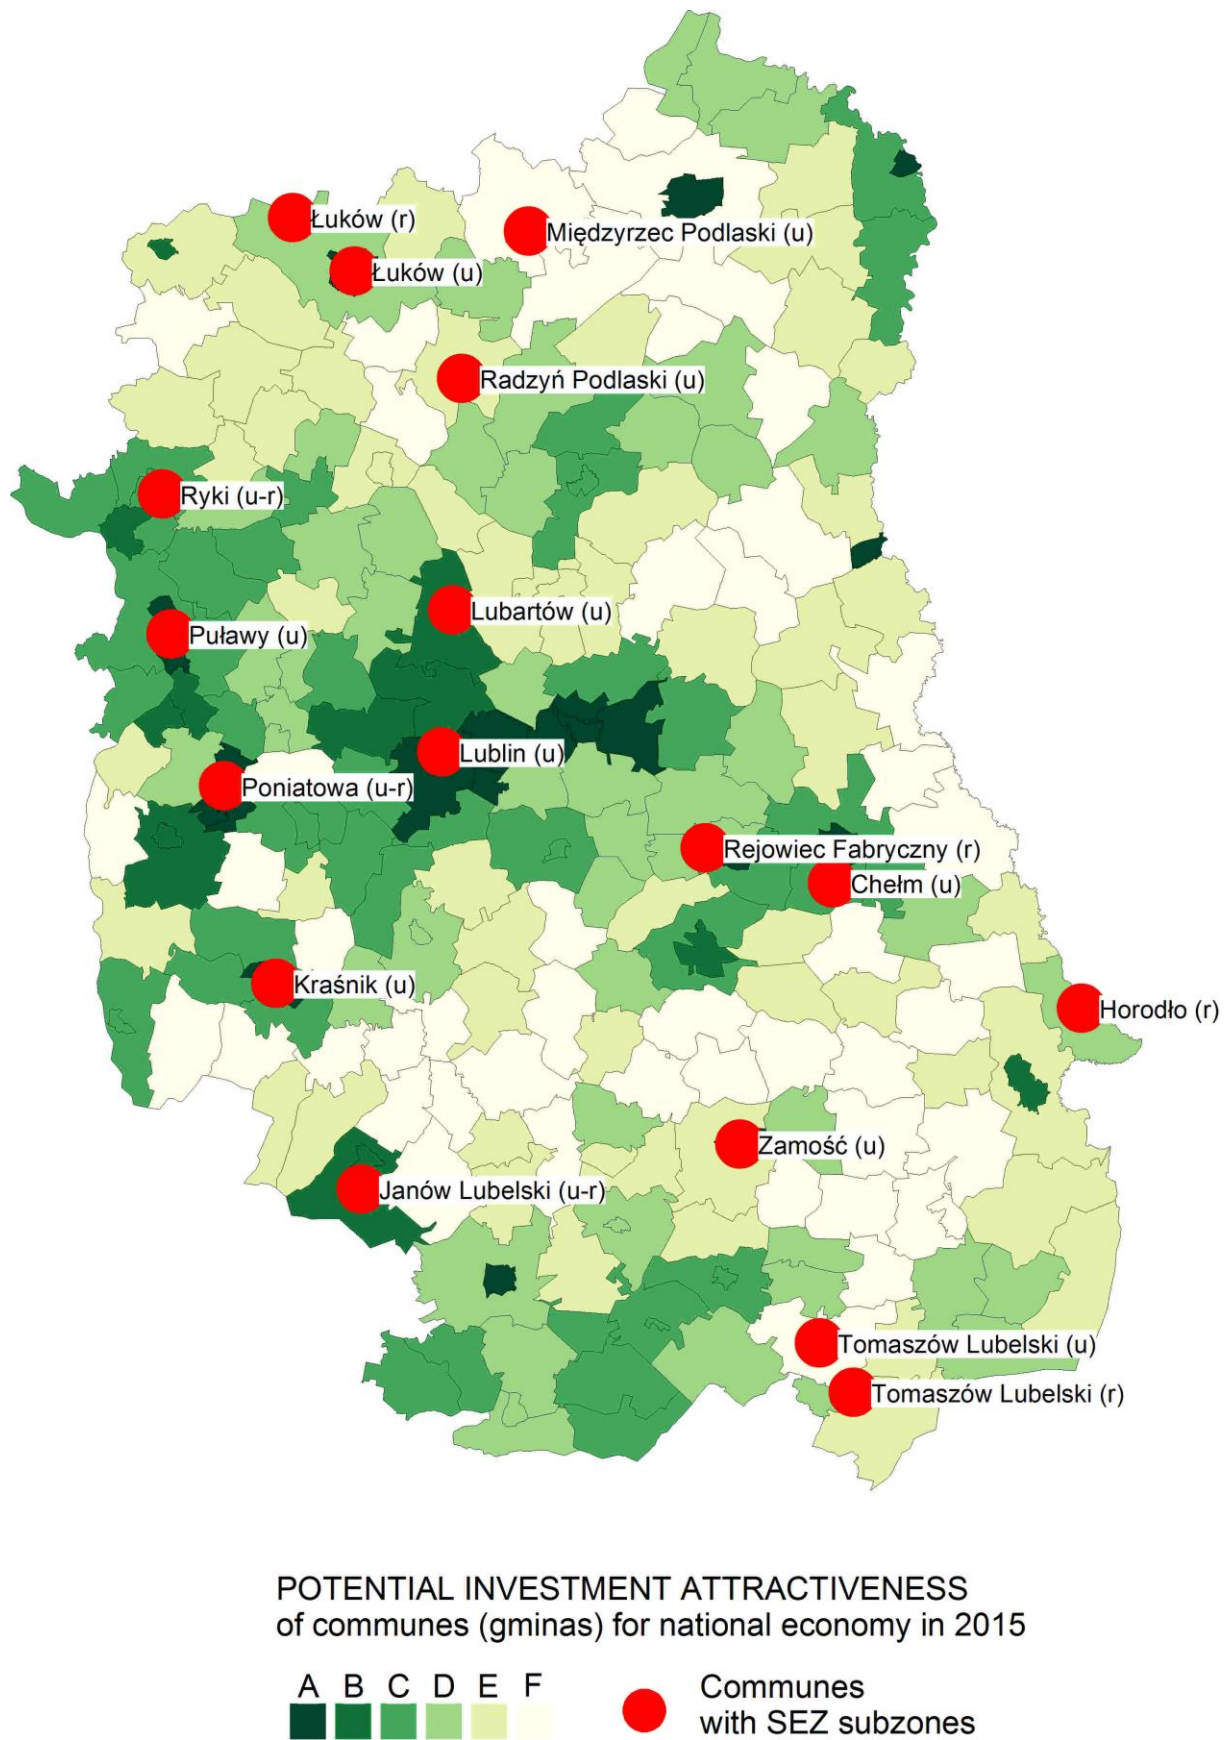 Łuków (r)
Międzyrzec Podlaski (u)
Łuków (u)
Radzyń Podlaski (u)
Ryki (u-r)
Lubartów (u)
Puławy (u)
Lublin (u)
Poniatowa (u-r)
Rejowiec Fabryczny (r)
Chełm (u)
Kraśnik (u)
Horodło (r)
Zamość (u)
Janów Lubelski (u-r)
Tomaszów Lubelski (u)
Tomaszów Lubelski (r)
POTENTIAL INVESTMENT ATTRACTIVENESS
of communes (gminas) for national economy in 2015
A B C D E F
Communes
with SEZ subzones